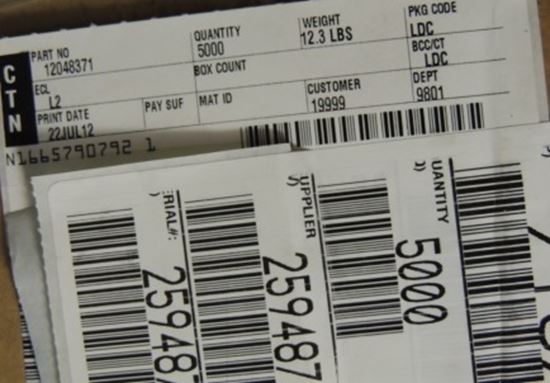 CTN
PART NO
12048371
QUANTITY
5000
WEIGHT
12.3 LBS
PKG CODE
LDC
BOX COUNT
BCC/CT
LDC
ECL
L2
PAY SUF
MAT ID
CUSTOMER
19999
DEPT
9801
PRINT DATE
22JUL12
N1665790792 1
259487
UPPLIER
259487
UANTITY
5000